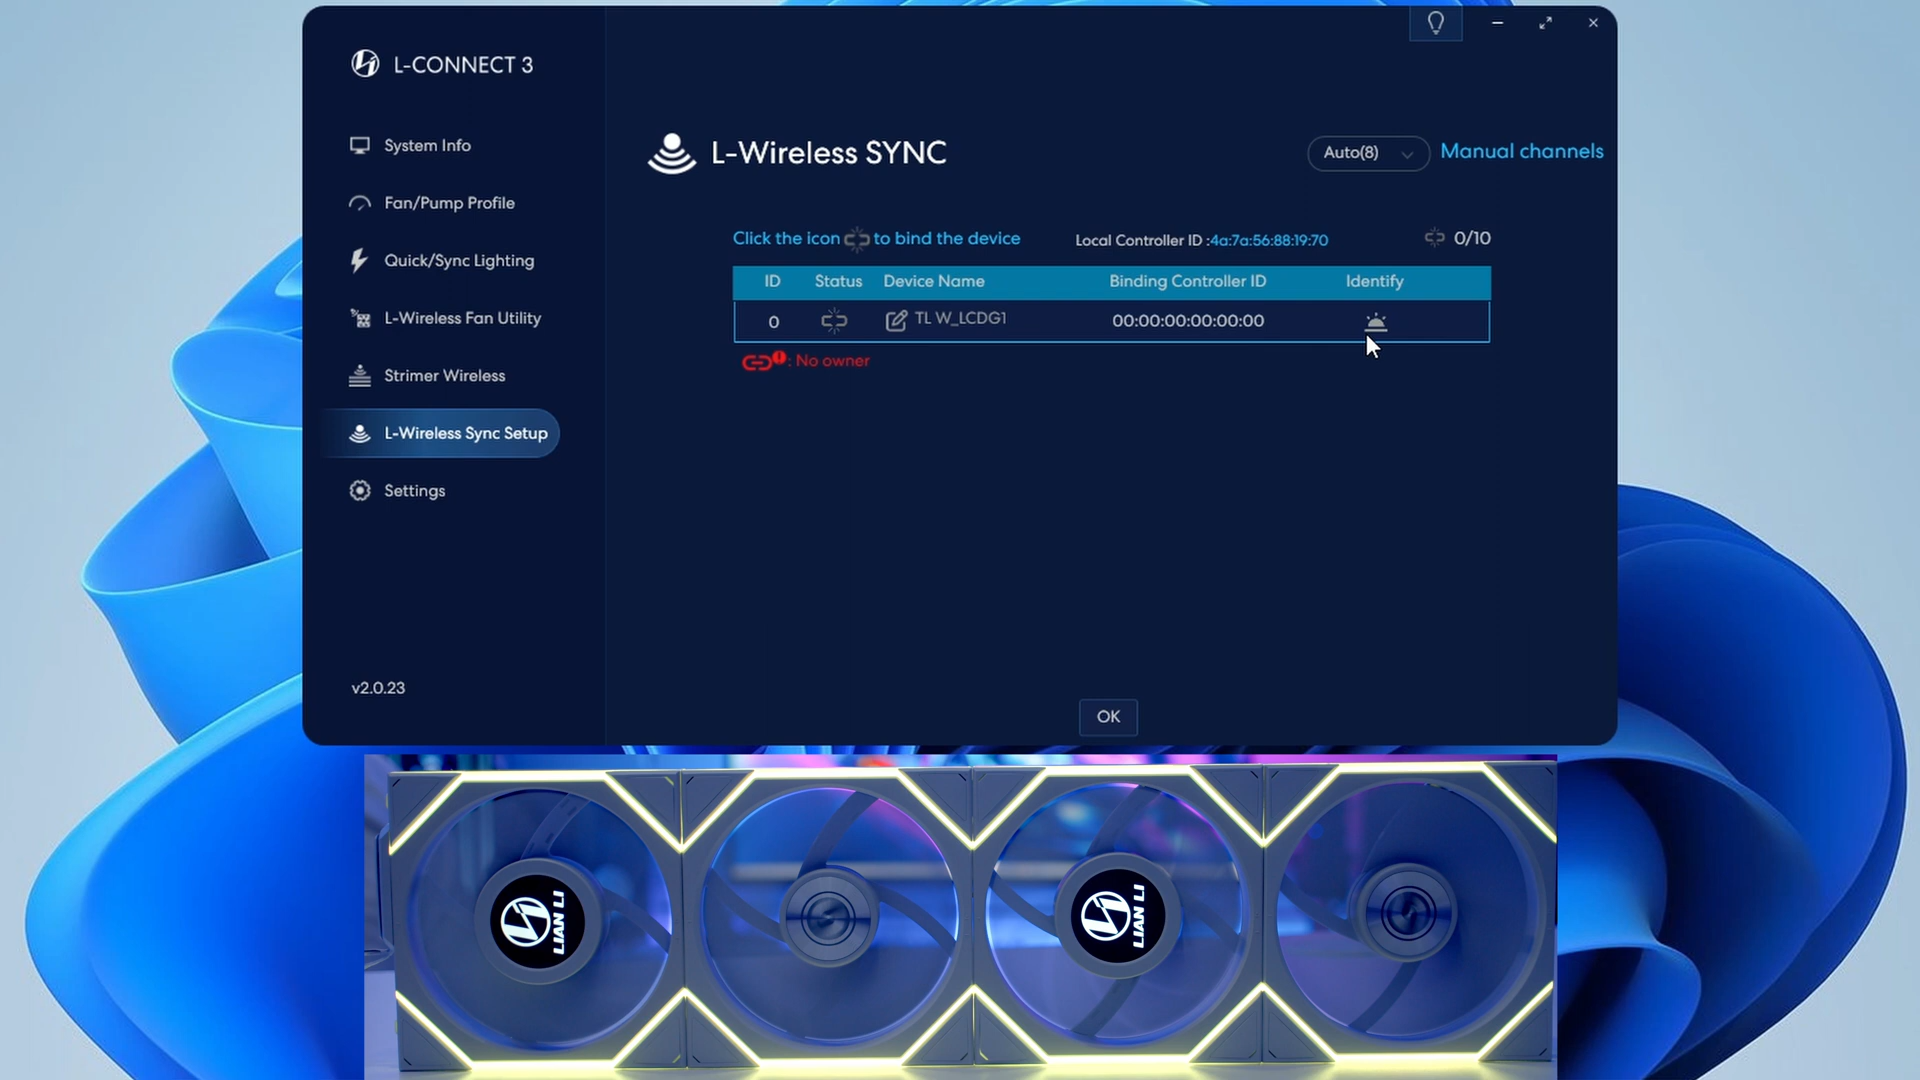 L-CONNECT 3
System Info
Fan/Pump Profile
Quick/Sync Lighting
L-Wireless Fan Utility
Strimer Wireless
L-Wireless Sync Setup
Settings
v2.0.23
L-Wireless SYNC
Auto(8)
Manual channels
Click the icon to bind the device
Local Controller ID :4a:7a:56:88:19:70
0/10
ID Status Device Name Binding Controller ID Identify
0 TL W_LCDG1 00:00:00:00:00:00
: No owner
OK
LIAN LI
LIAN LI